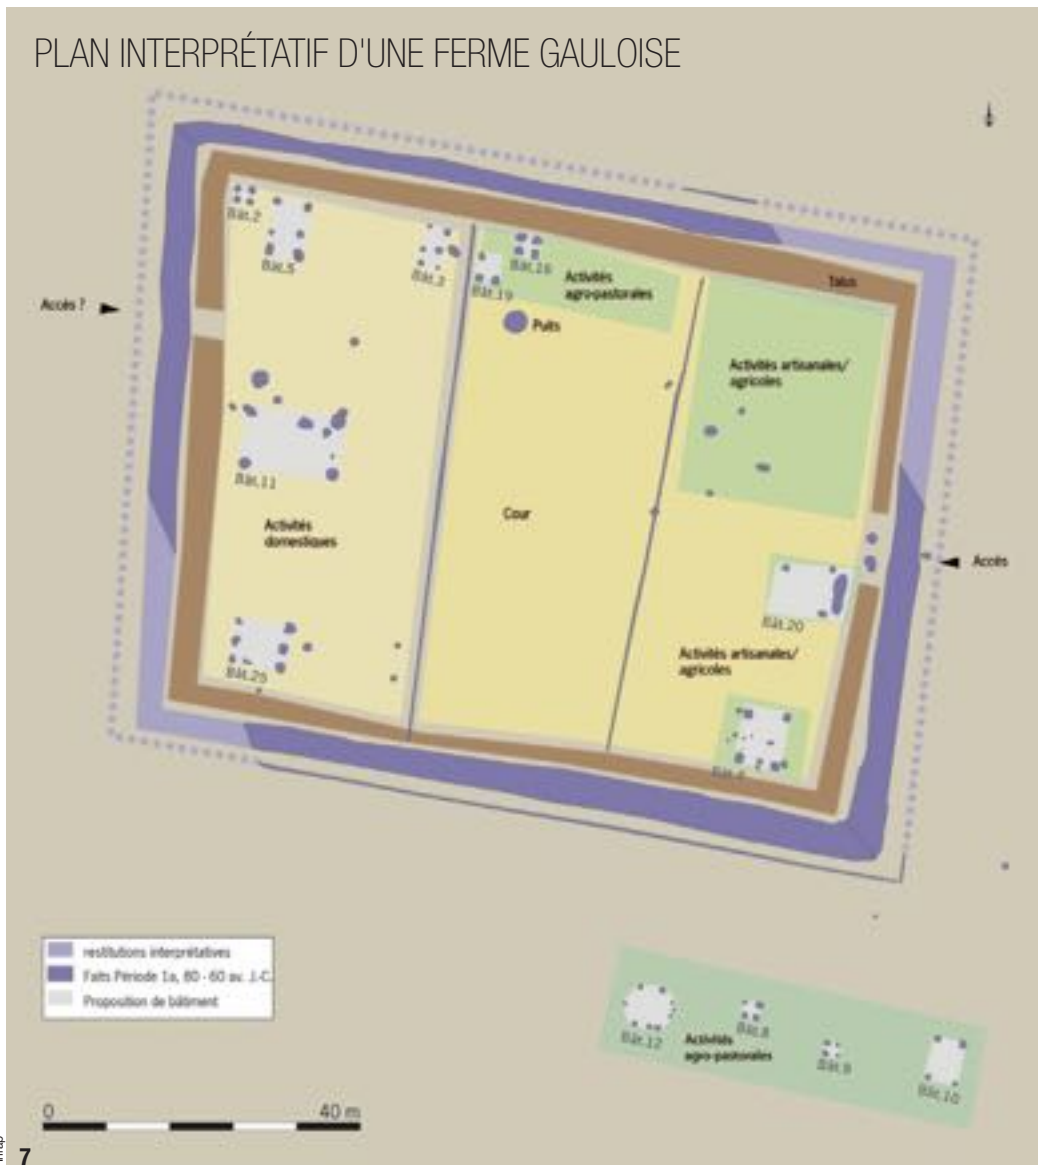 PLAN INTERPRÉTATIF D'UNE FERME GAULOISE
Bât.2
Bât.5
Bât.3
Bât.16
Bât.19
Activités
agro-pastorales
Talus
Accès ?
Puits
Activités artisanales/
agricoles
Bât.11
Cour
Activités
domestiques
Accès
Bât.20
Activités artisanales/
agricoles
Bât.25
restitutions interprétatives
Faits Période 1a, 80 - 60 av. J.-C.
Proposition de bâtiment
Bât.12
Bât.8
Activités
agro-pastorales
Bât.9
Bât.10
0 40 m
7